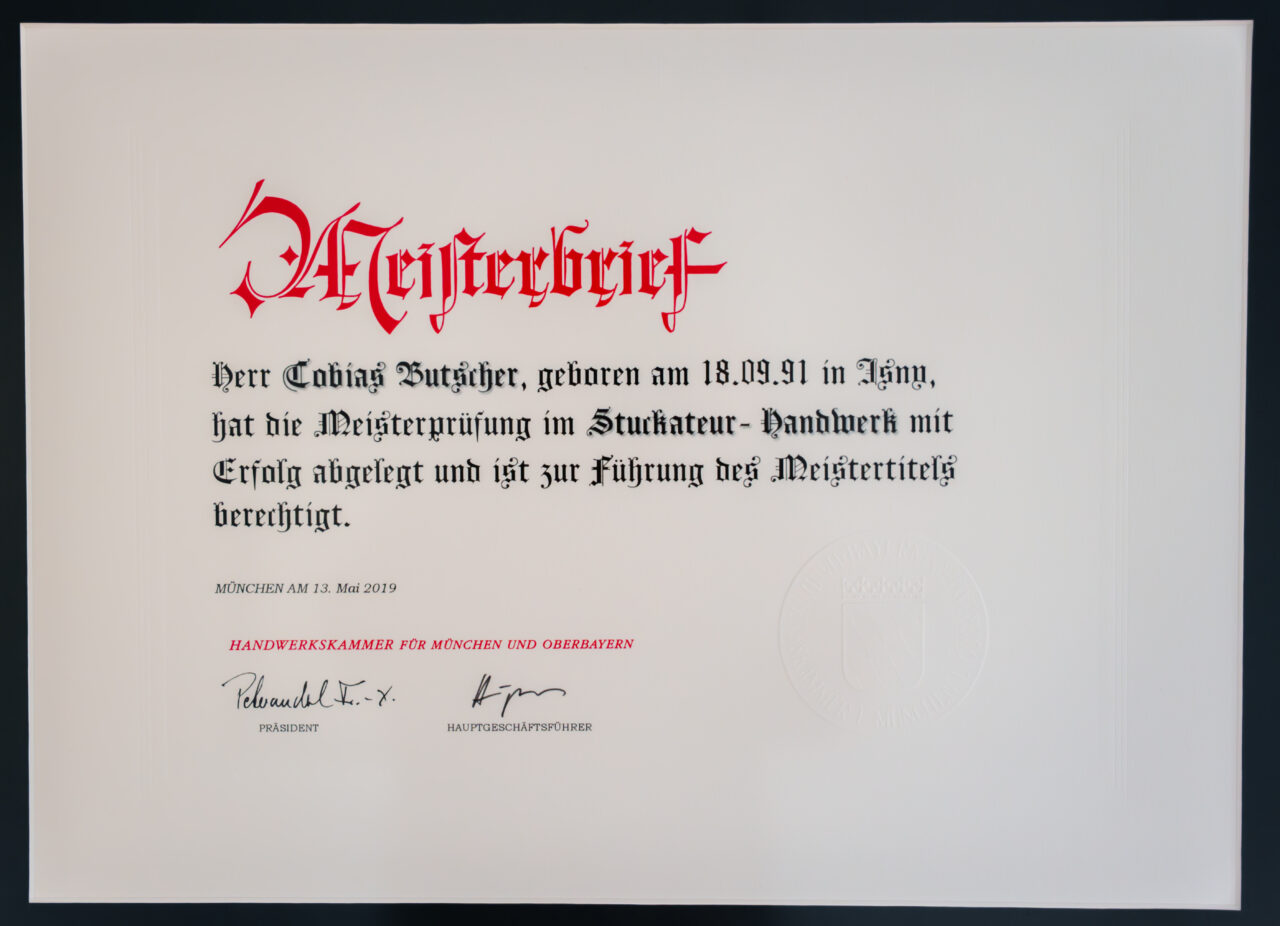 Meisterbrief
Herr Tobias Butscher, geboren am 18.09.91 in Isny,
hat die Meisterprüfung im Stuckateur- Handwerk mit
Erfolg abgelegt und ist zur Führung des Meistertitels
berechtigt.
MÜNCHEN AM 13. Mai 2019
HANDWERKSKAMMER FÜR MÜNCHEN UND OBERBAYERN
PRÄSIDENT
HAUPTGESCHÄFTSFÜHRER